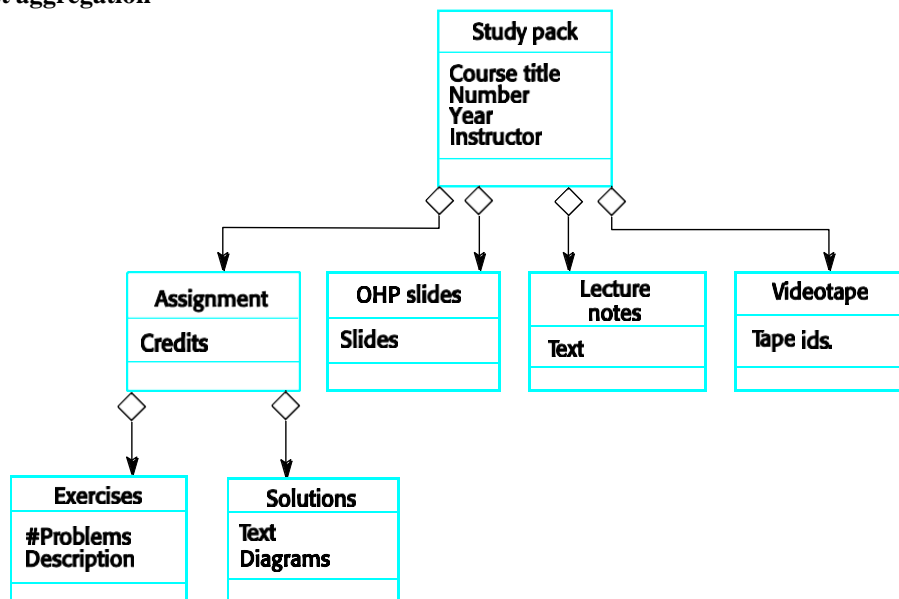 aggregation
Study pack
Course title
Number
Year
Instructor
Assignment
Credits
OHP slides
Slides
Lecture
notes
Text
Videotape
Tape ids.
Exercises
#Problems
Description
Solutions
Text
Diagrams